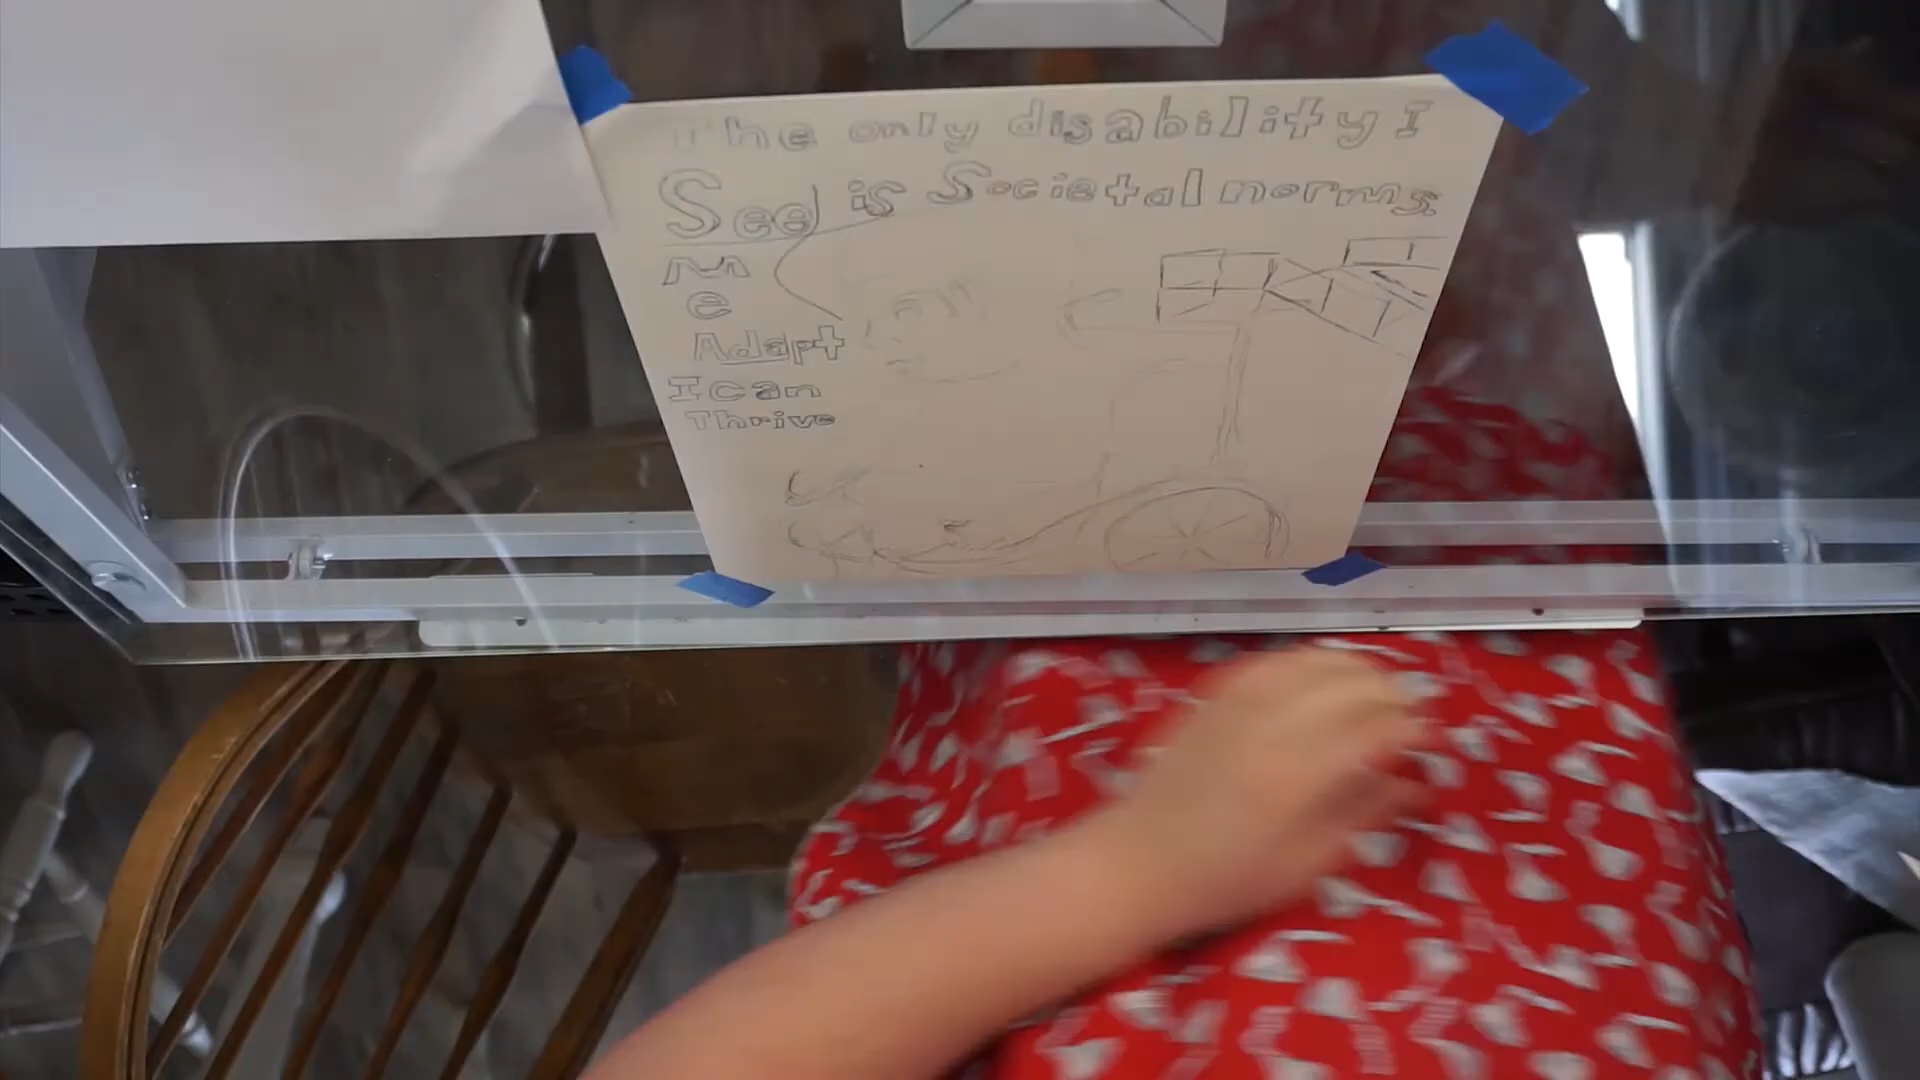 The only disability I
See is Societal norms.
Me
Adapt
I can
Thrive